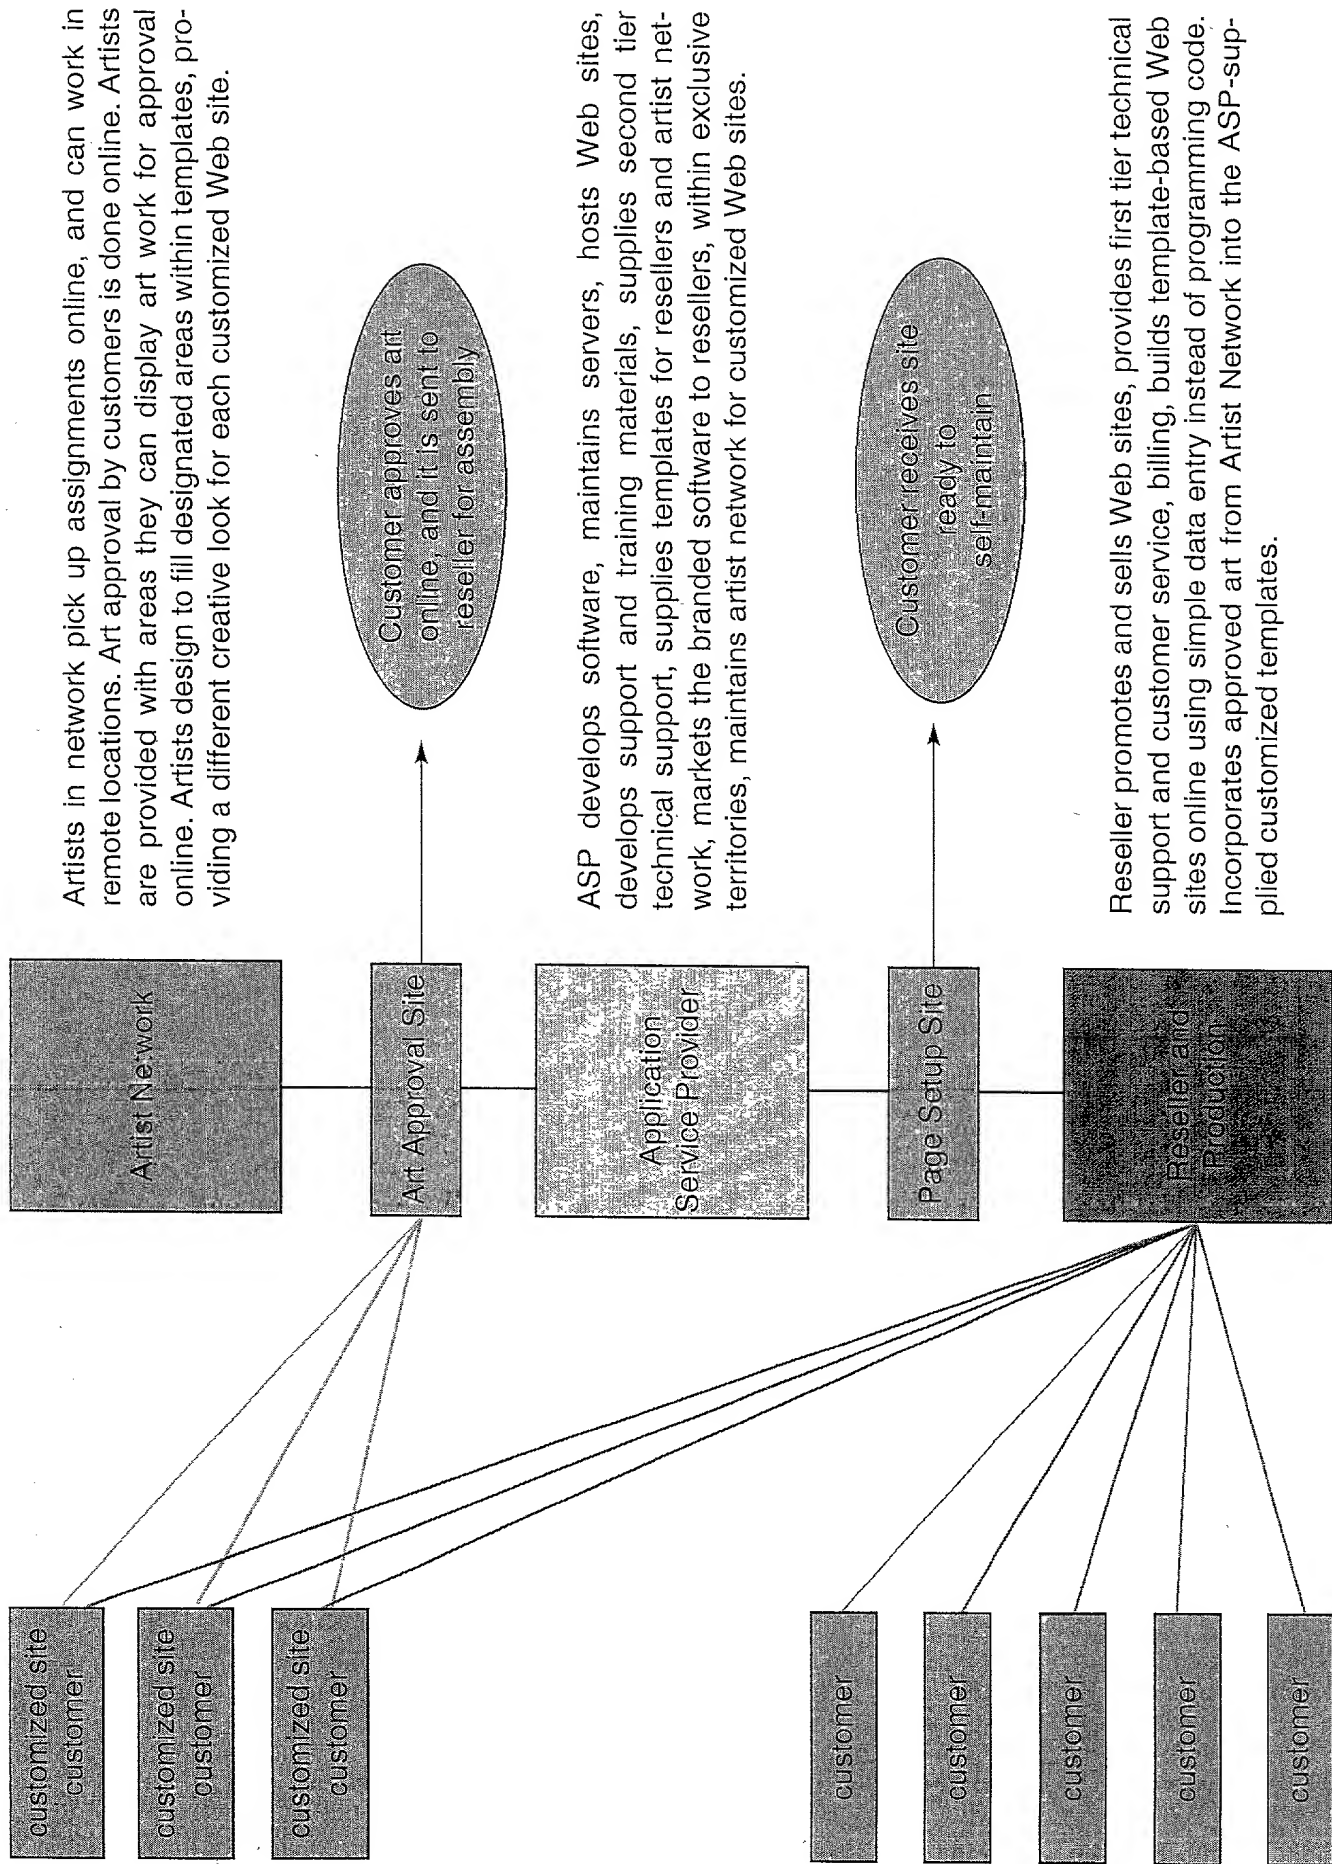 customized site
customer
customized site
customer
customized site
customer
customer
customer
customer
customer
customer
Artist Network
Art Approval Site
Application
Service Provider
Page Setup Site
Reseller and
Production
Artists in network pick up assignments online, and can work in
remote locations. Art approval by customers is done online. Artists
are provided with areas they can display art work for approval
online. Artists design to fill designated areas within templates, pro-
viding a different creative look for each customized Web site.
Customer approves art
online, and it is sent to
reseller for assembly
ASP develops software, maintains servers, hosts Web sites,
develops support and training materials, supplies second tier
technical support, supplies templates for resellers and artist net-
work, markets the branded software to resellers, within exclusive
territories, maintains artist network for customized Web sites.
Customer receives site
ready to
self-maintain
Reseller promotes and sells Web sites, provides first tier technical
support and customer service, billing, builds template-based Web
sites online using simple data entry instead of programming code.
Incorporates approved art from Artist Network into the ASP-sup-
plied customized templates.